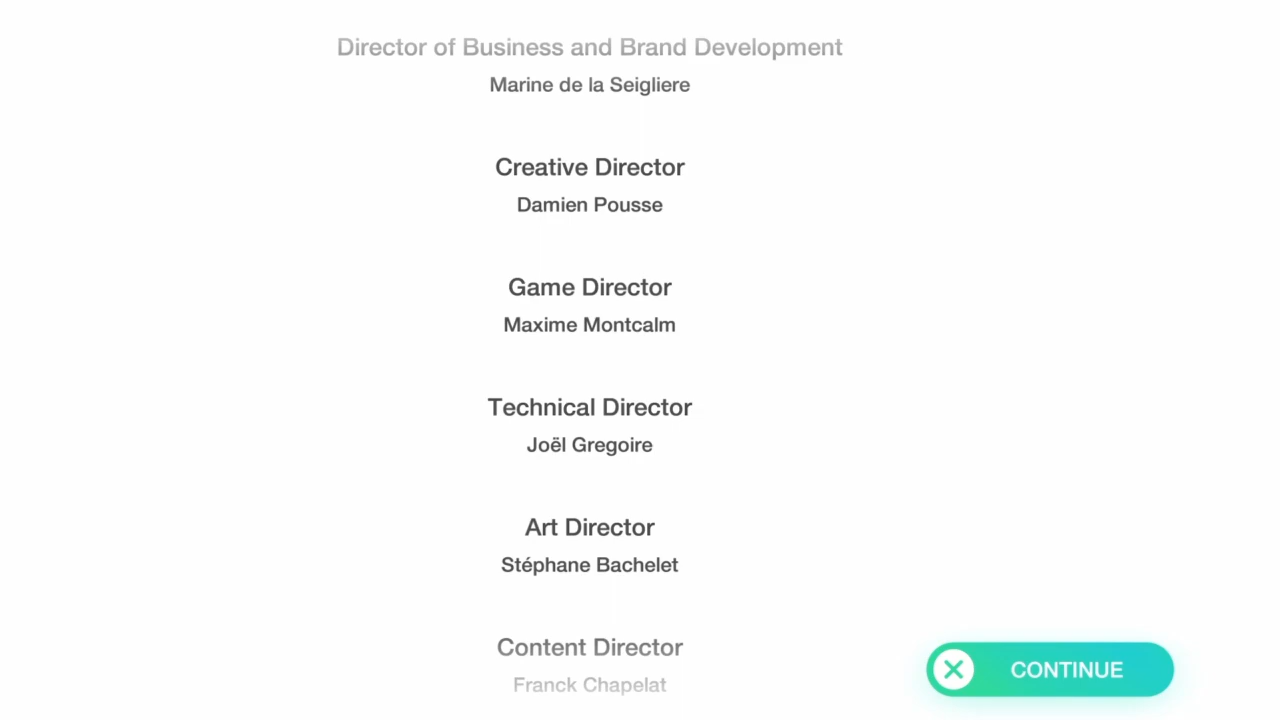 Director of Business and Brand Development
Marine de la Seigliere
Creative Director
Damien Pousse
Game Director
Maxime Montcalm
Technical Director
Joël Gregoire
Art Director
Stéphane Bachelet
Content Director
Franck Chapelat
CONTINUE